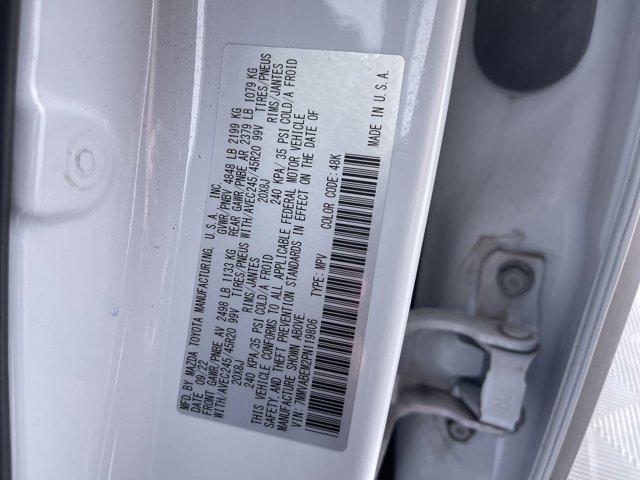 MFD. BY MAZDA TOYOTA MANUFACTURING, U.S.A., INC.
DATE: 09/22 GVWR/PNBV 4848 LB 2199 KG
FRONT GAWR/PNBE AV 2498 LB 1133 KG REAR GAWR/PNBE AR 2379 LB 1079 KG
WITH/AVEC245/45R20 99V TIRES/PNEUS WITH/AVEC245/45R20 99V TIRES/PNEUS
20X8J RIMS/JANTES 20X8J RIMS/JANTES
240 KPA/35 PSI COLD/A FROID 240 KPA/ 35 PSI COLD/A FROID
THIS VEHICLE CONFORMS TO ALL APPLICABLE FEDERAL MOTOR VEHICLE
SAFETY, AND THEFT PREVENTION STANDARDS IN EFFECT ON THE DATE OF
MANUFACTURE SHOWN ABOVE.
VIN: 7MMVABEM2PN119806 TYPE: MPV COLOR CODE: 48K
MADE IN U.S.A.